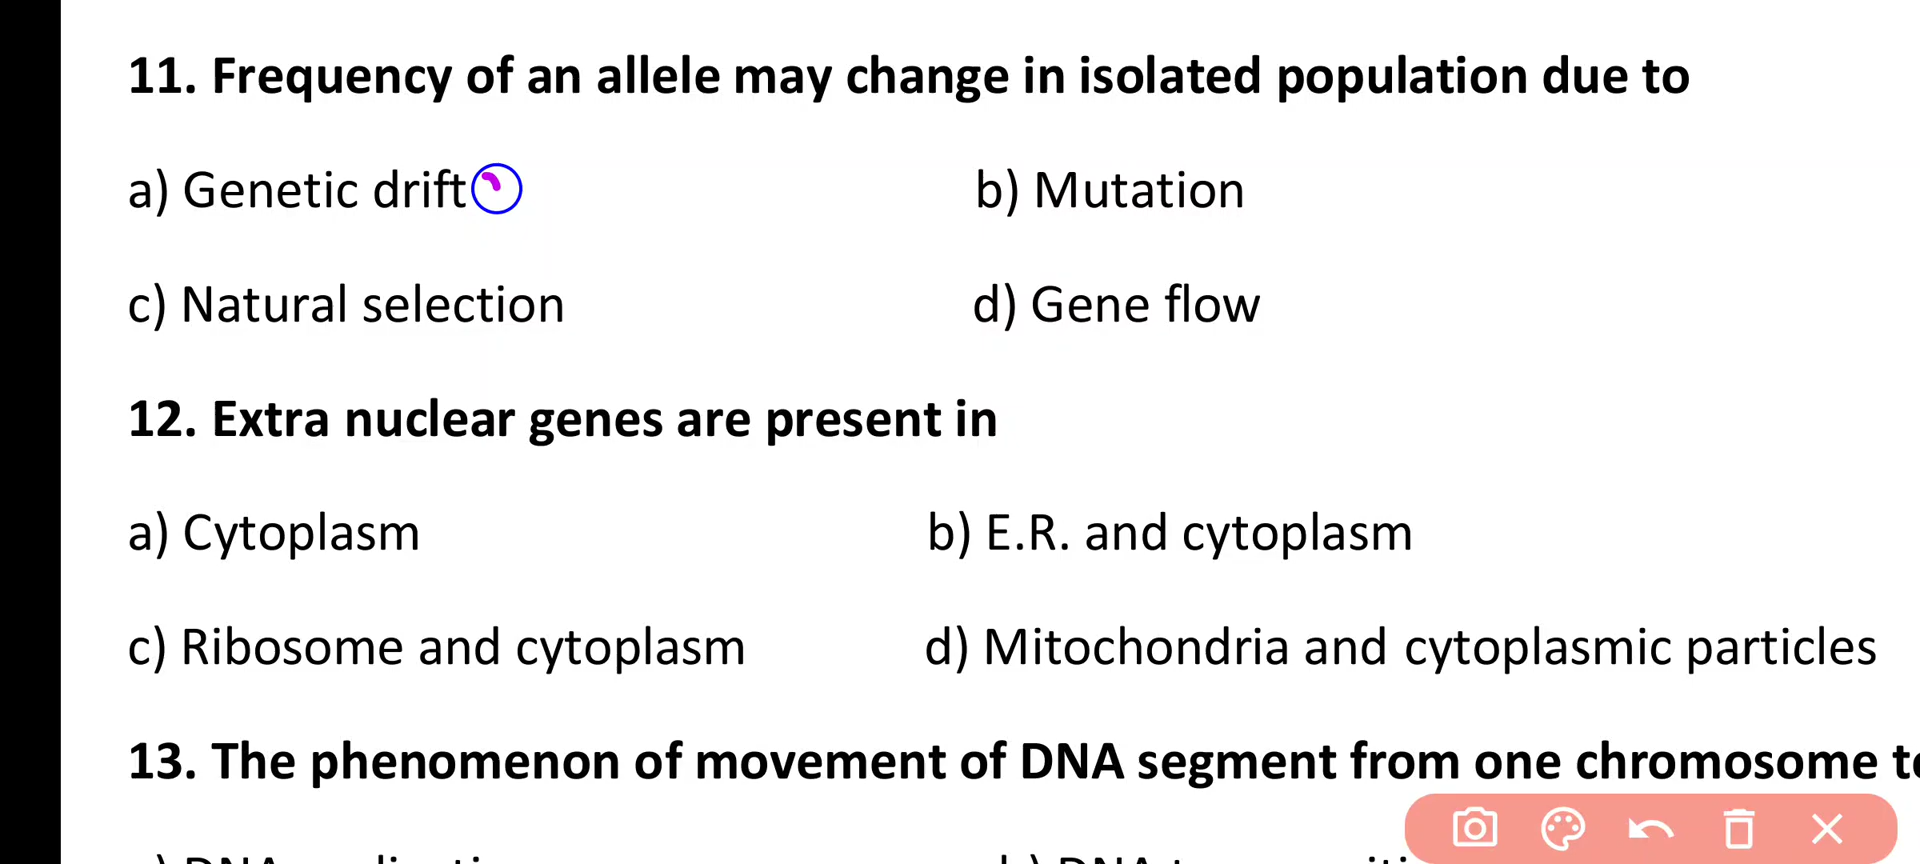 11. Frequency of an allele may change in isolated population due to
a) Genetic drift b) Mutation
c) Natural selection d) Gene flow
12. Extra nuclear genes are present in
a) Cytoplasm b) E.R. and cytoplasm
c) Ribosome and cytoplasm d) Mitochondria and cytoplasmic particles
13. The phenomenon of movement of DNA segment from one chromosome